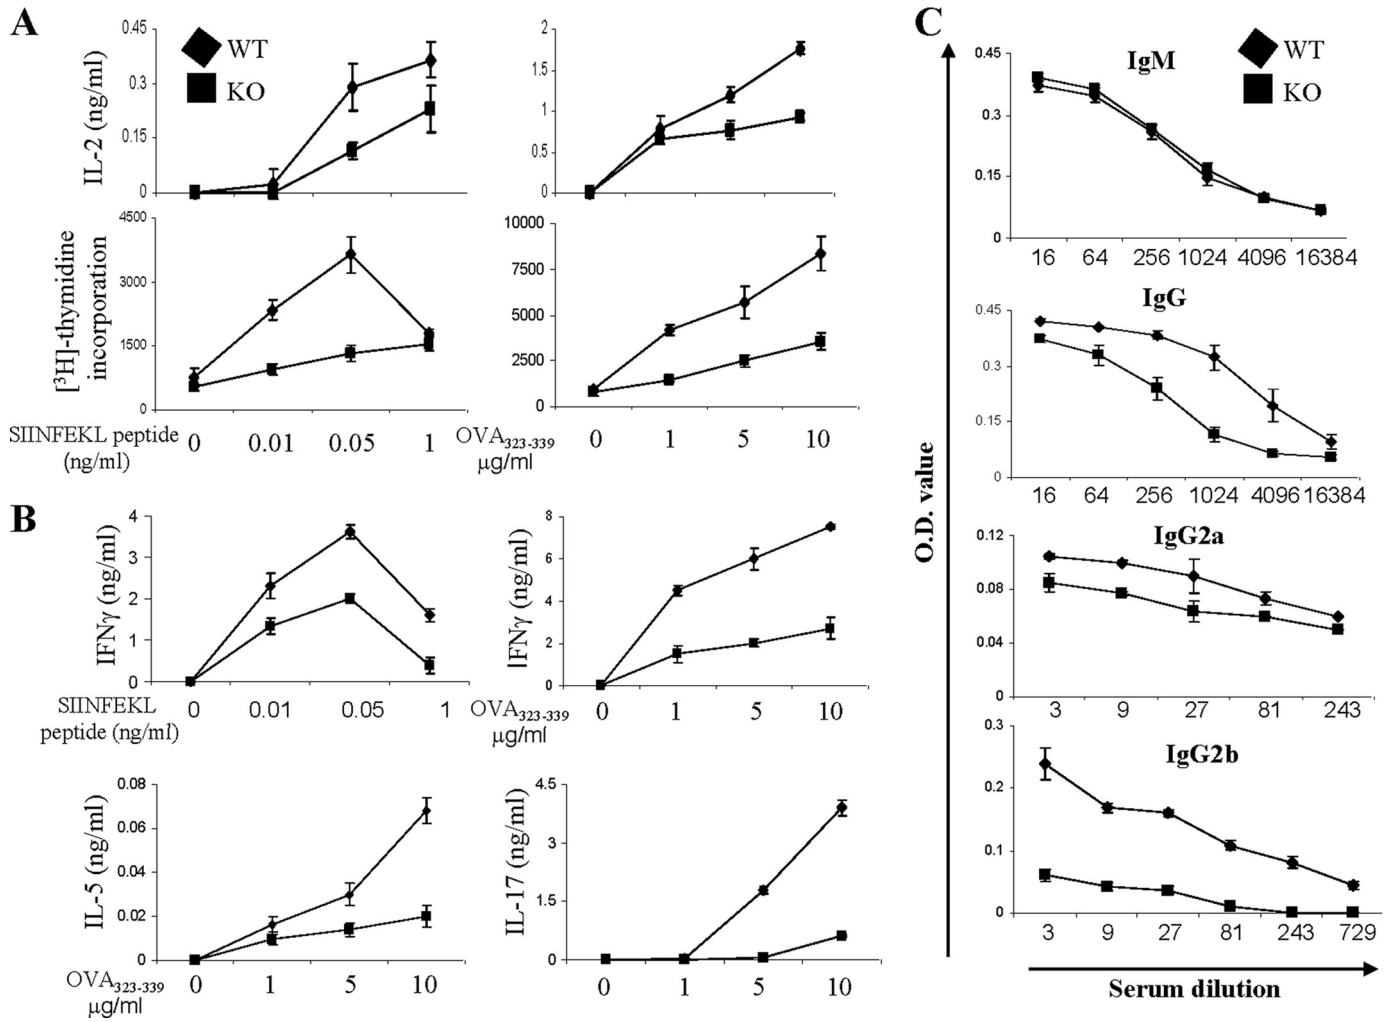 A
WT
KO
IL-2 (ng/ml)
0.45
0.3
0.15
0
2
1.5
1
0.5
0
[³H]-thymidine
incorporation
4500
3000
1500
0
10000
7500
5000
2500
0
SIINFEKL peptide
(ng/ml)
0 0.01 0.05 1
OVA₃₂₃₋₃₃₉
μg/ml
0 1 5 10
B
IFNγ (ng/ml)
4
3
2
1
0
SIINFEKL
peptide (ng/ml)
0 0.01 0.05 1
IFNγ (ng/ml)
8
6
4
2
0
OVA₃₂₃₋₃₃₉
μg/ml
0 1 5 10
IL-5 (ng/ml)
0.08
0.06
0.04
0.02
0
OVA₃₂₃₋₃₃₉
μg/ml
0 1 5 10
IL-17 (ng/ml)
4.5
3
1.5
0
0 1 5 10
C
WT
KO
O.D. value
IgM
0.45
0.3
0.15
0
16 64 256 1024 4096 16384
IgG
0.45
0.3
0.15
0
16 64 256 1024 4096 16384
IgG2a
0.12
0.08
0.04
0
3 9 27 81 243
IgG2b
0.3
0.2
0.1
0
3 9 27 81 243 729
Serum dilution